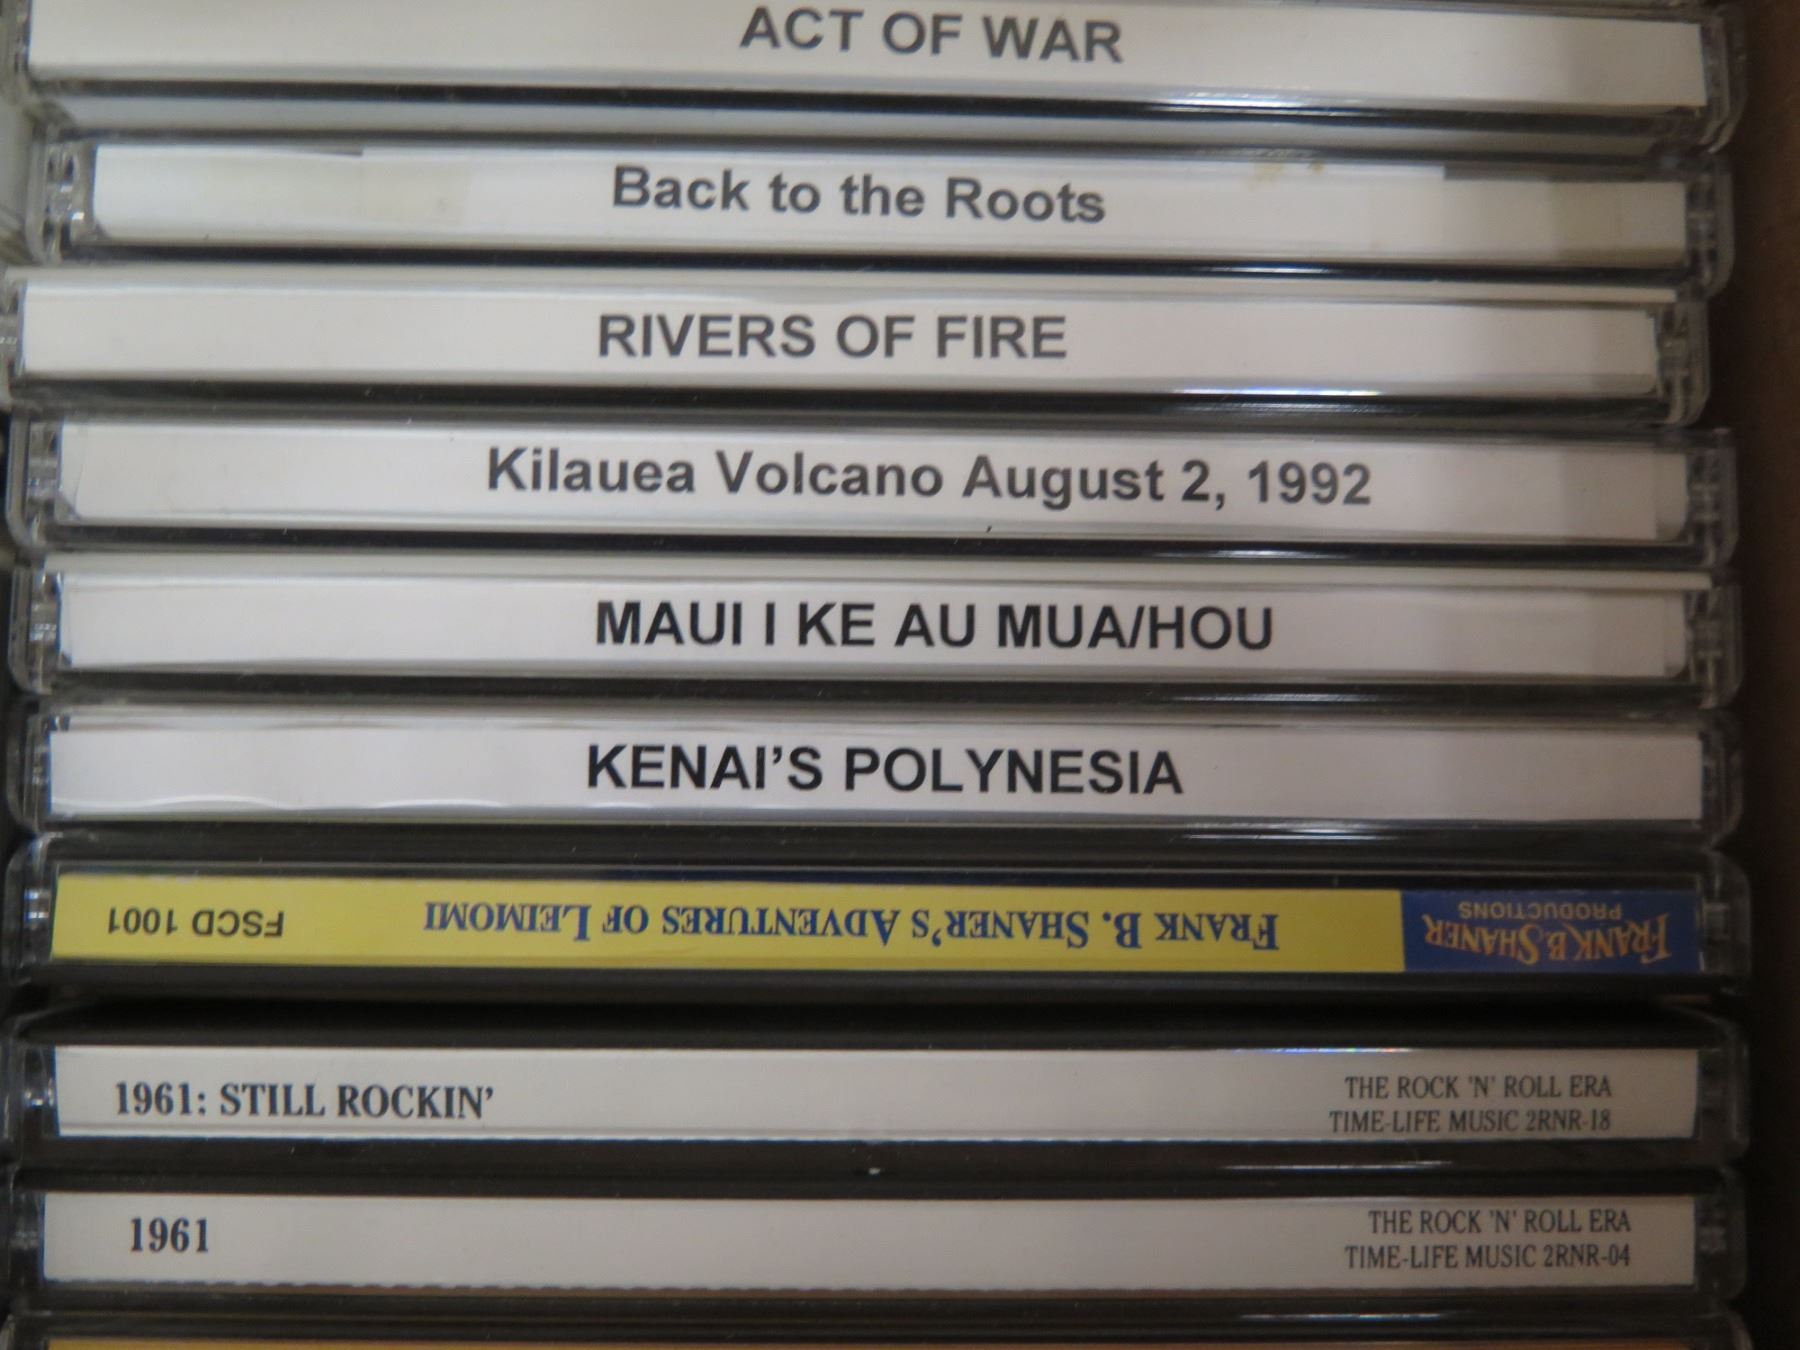 ACT OF WAR
Back to the Roots
RIVERS OF FIRE
Kilauea Volcano August 2, 1992
MAUI I KE AU MUA/HOU
KENAI'S POLYNESIA
FRANK B. SHANER PRODUCTIONS
FRANK B. SHANER'S ADVENTURES OF LEIMOMI
FSCD 1001
1961: STILL ROCKIN'
THE ROCK 'N' ROLL ERA
TIME-LIFE MUSIC 2RNR-18
1961
THE ROCK 'N' ROLL ERA
TIME-LIFE MUSIC 2RNR-04